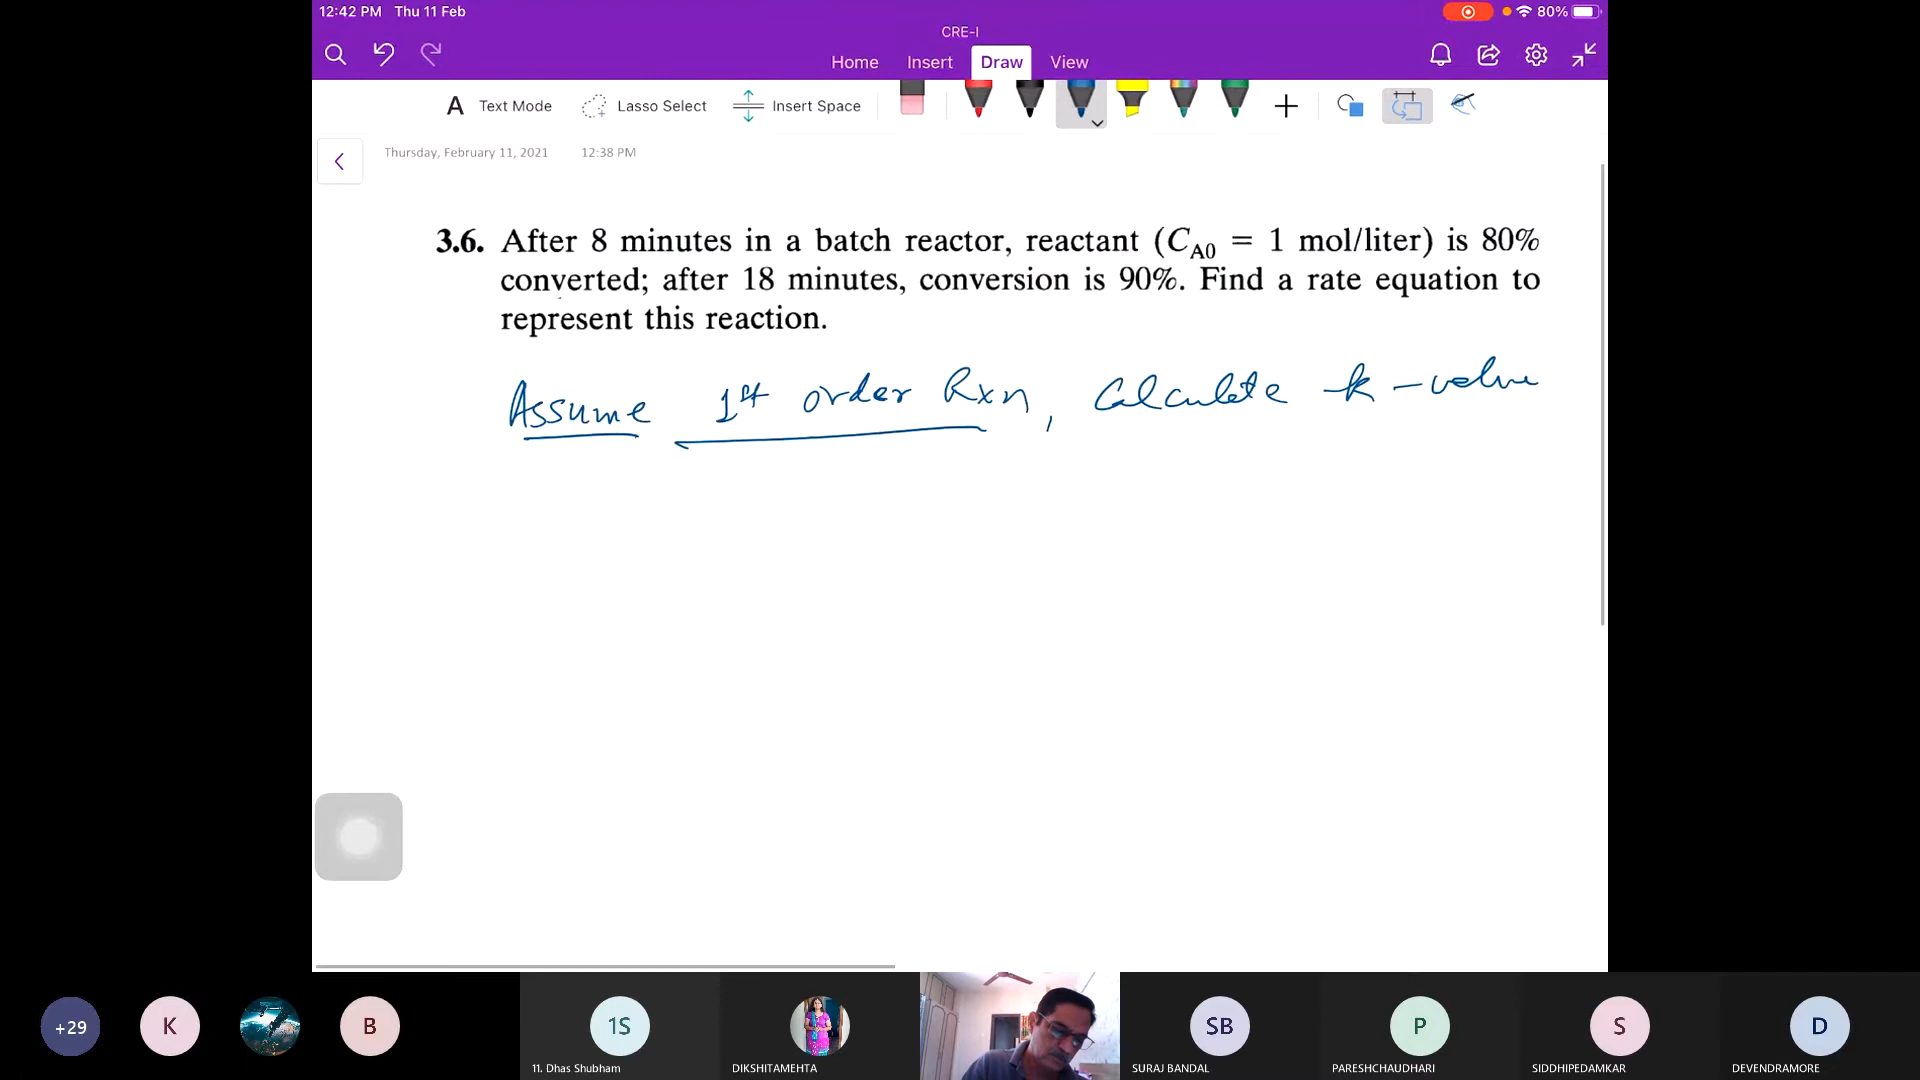 12:42 PM Thu 11 Feb
80%
CRE-I
Home Insert Draw View
A Text Mode Lasso Select Insert Space
Thursday, February 11, 2021 12:38 PM
3.6. After 8 minutes in a batch reactor, reactant (C_A0 = 1 mol/liter) is 80%
converted; after 18 minutes, conversion is 90%. Find a rate equation to
represent this reaction.
Assume 1st order Rxn, Calculate k-value
+29 K B 1S SB P S D
11. Dhas Shubham DIKSHITAMEHTA SURAJ BANDAL PARESHCHAUDHARI SIDDHIPEDAMKAR DEVENDRAMORE